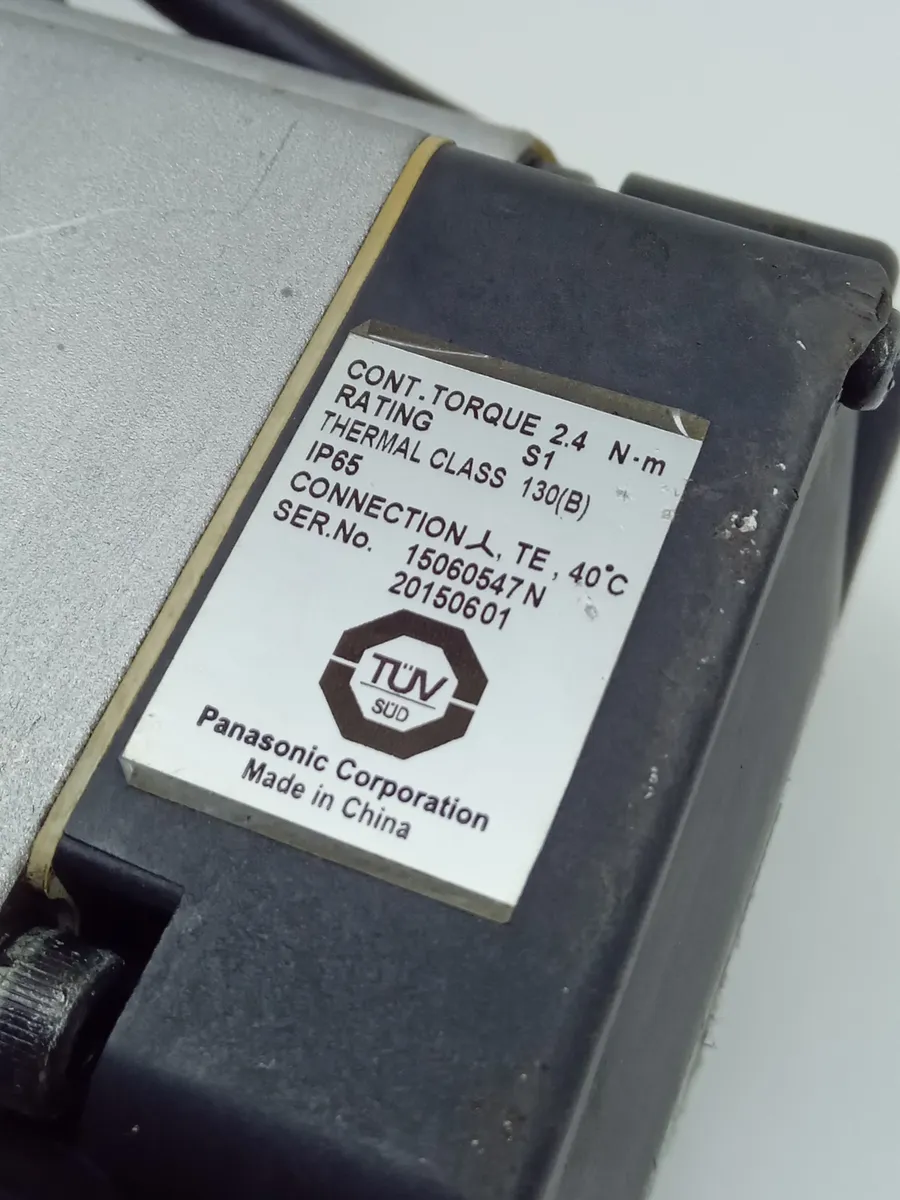 CONT. TORQUE 2.4 N·m
RATING S1
THERMAL CLASS 130(B)
IP65
CONNECTION⅄, TE, 40°C
SER.No. 15060547N
20150601
TÜV
SÜD
Panasonic Corporation
Made in China